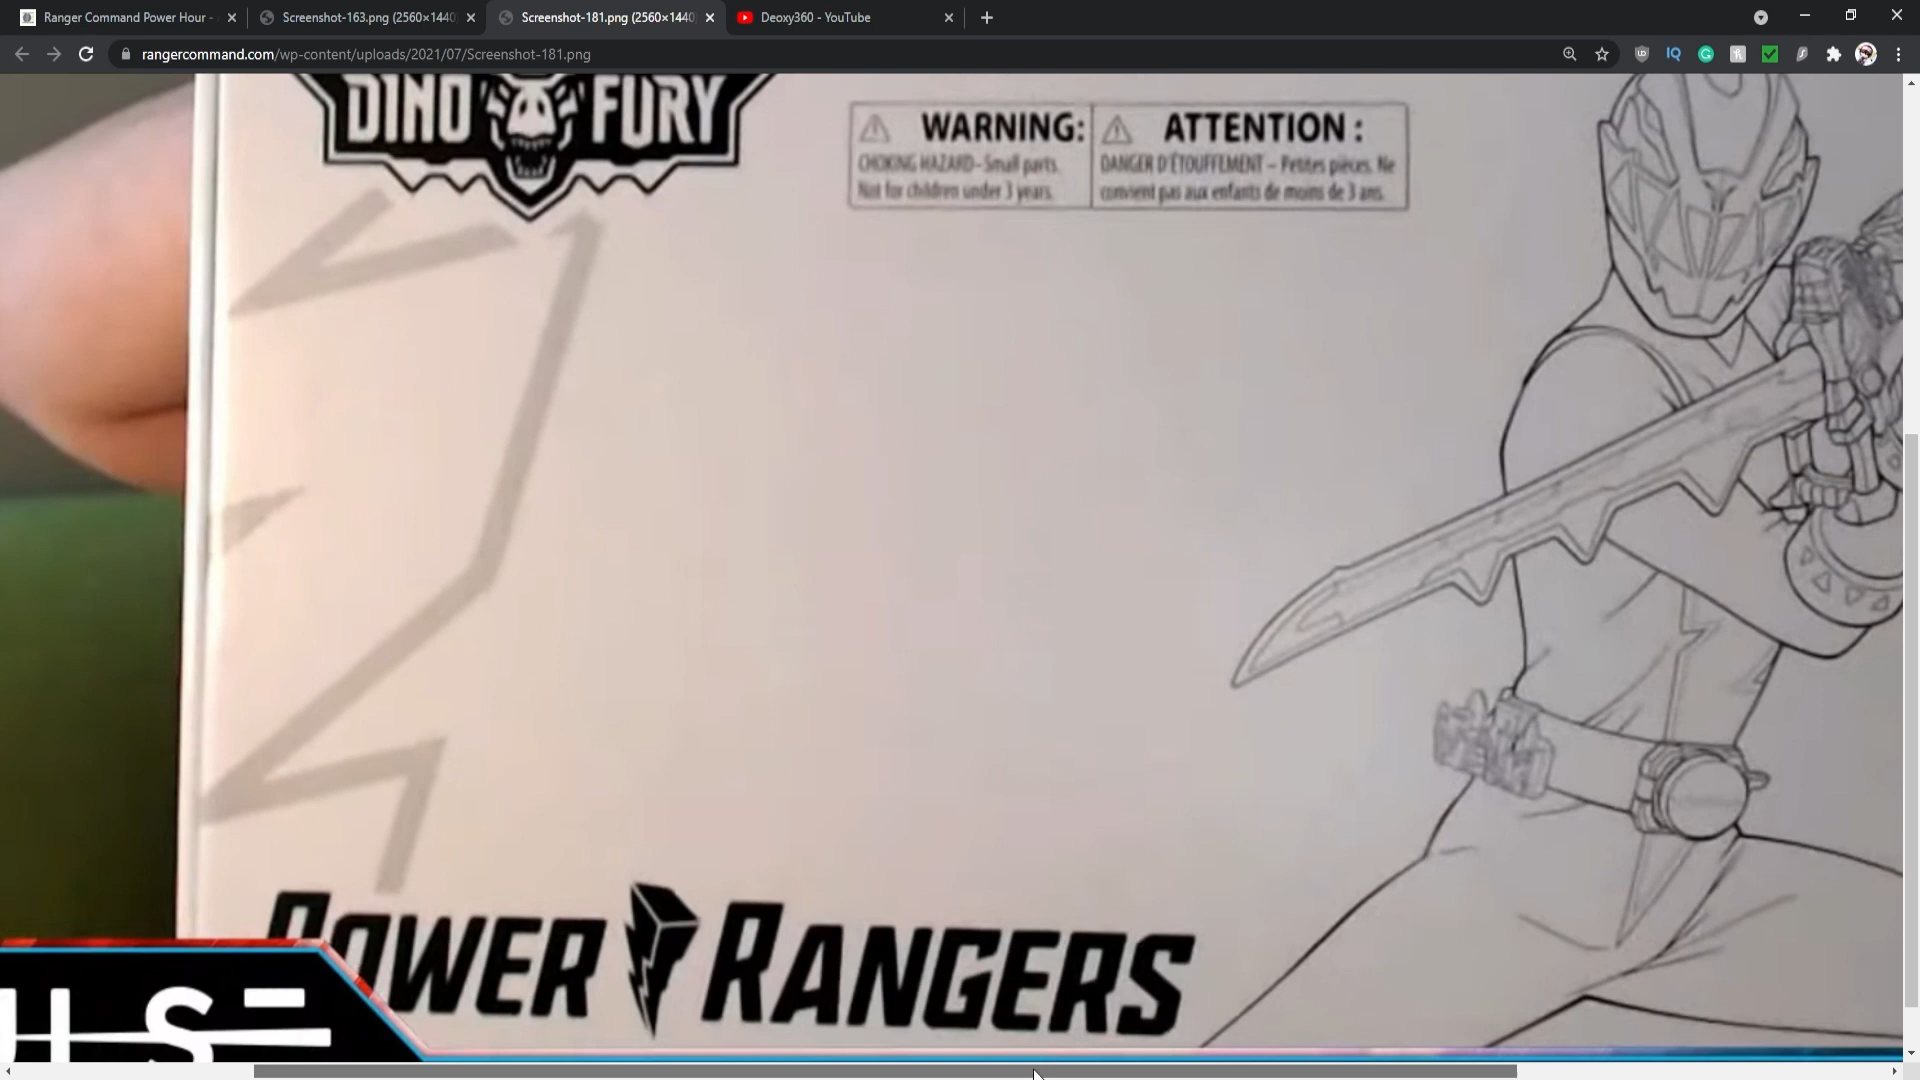 Ranger Command Power Hour -
Screenshot-163.png (2560×1440
Screenshot-181.png (2560×1440
Deoxy360 - YouTube
rangercommand.com/wp-content/uploads/2021/07/Screenshot-181.png
IQ
DINO FURY
WARNING:
CHOKING HAZARD - Small parts.
Not for children under 3 years.
ATTENTION :
DANGER D'ÉTOUFFEMENT – Petites pièces. Ne
convient pas aux enfants de moins de 3 ans.
POWER RANGERS